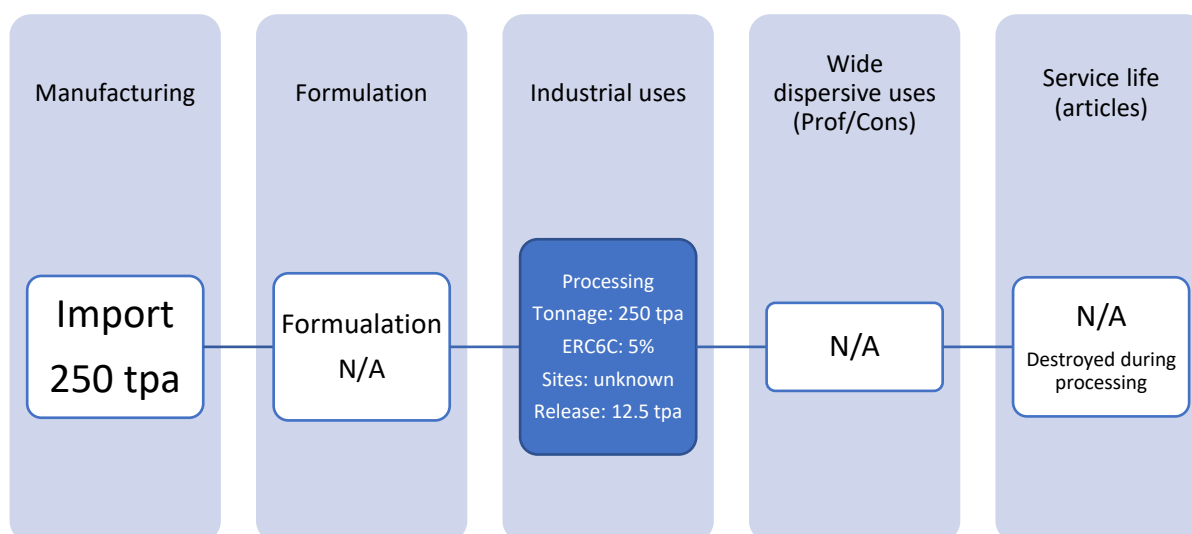 Manufacturing
Formulation
Industrial uses
Wide
dispersive uses
(Prof/Cons)
Service life
(articles)
Import
250 tpa
Formualation
N/A
Processing
Tonnage: 250 tpa
ERC6C: 5%
Sites: unknown
Release: 12.5 tpa
N/A
N/A
Destroyed during
processing